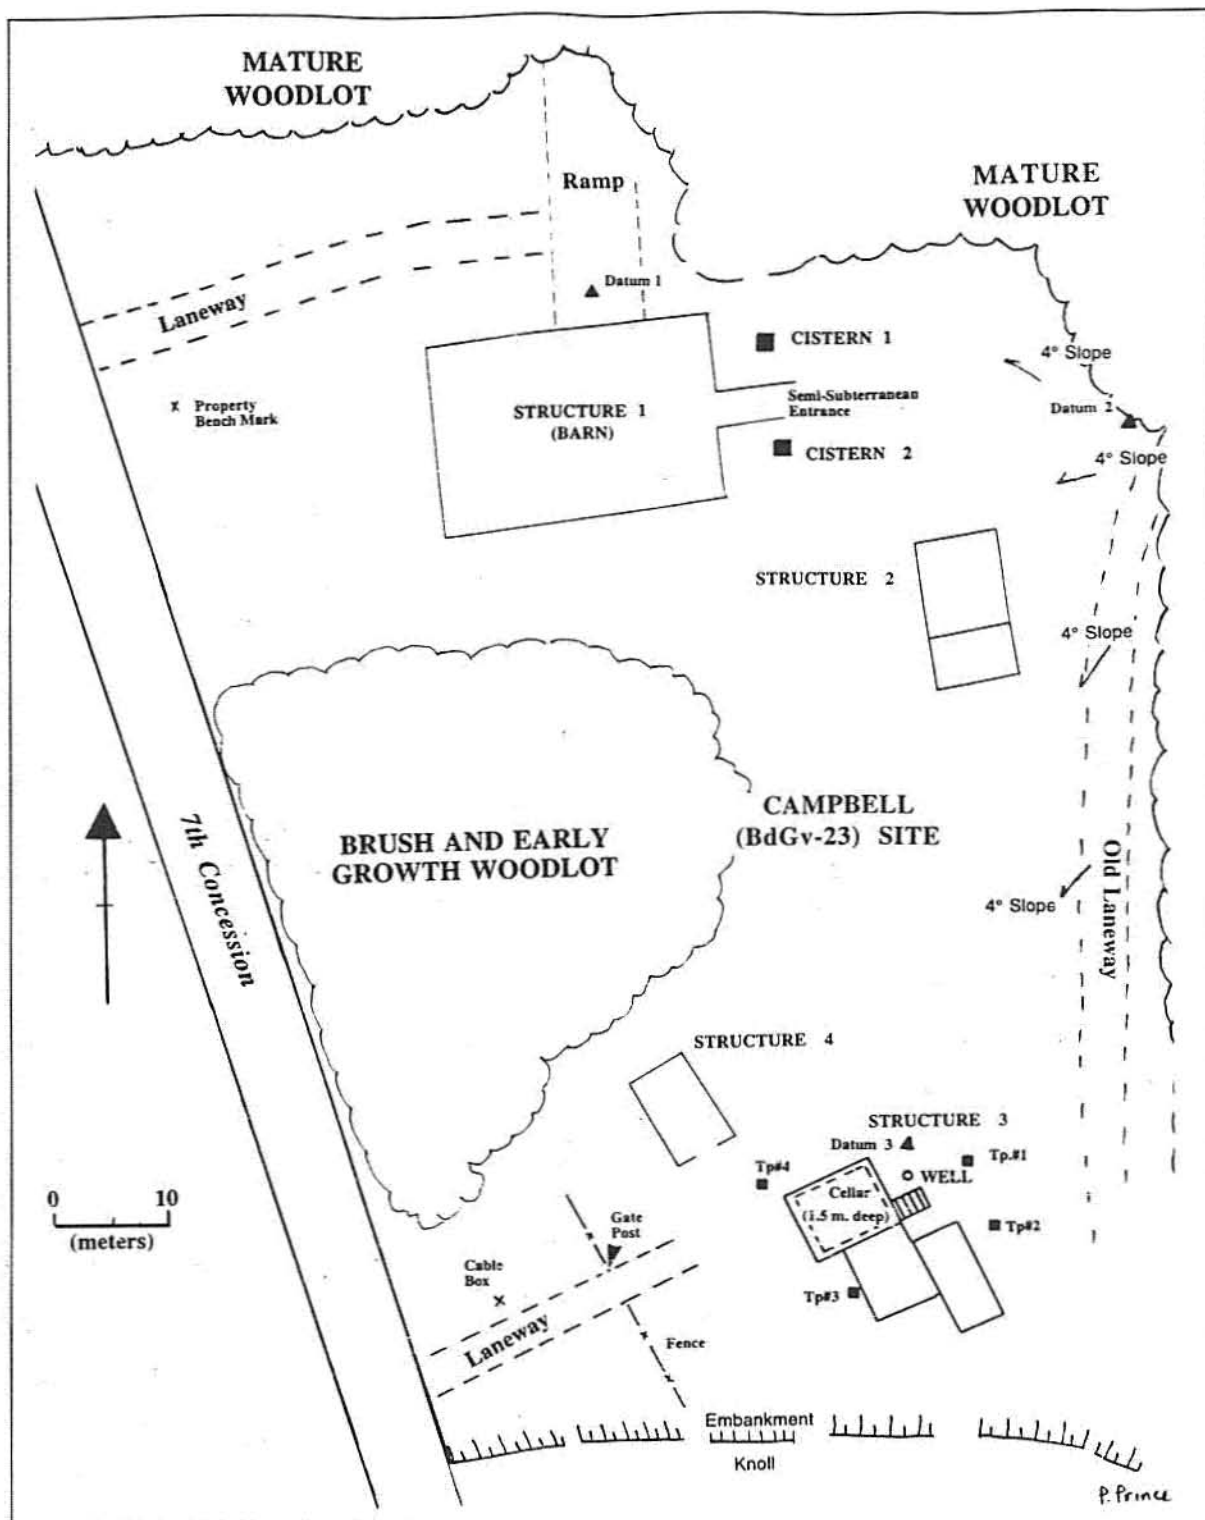 MATURE
WOODLOT
Ramp
MATURE
WOODLOT
Datum 1
Laneway
CISTERN 1
4° Slope
Property
Bench Mark
STRUCTURE 1
(BARN)
Semi-Subterranean
Entrance
Datum 2
CISTERN 2
4° Slope
STRUCTURE 2
4° Slope
7th Concession
BRUSH AND EARLY
GROWTH WOODLOT
CAMPBELL
(BdGv-23) SITE
4° Slope
Old Laneway
STRUCTURE 4
STRUCTURE 3
Datum 3
Tp.#1
Tp#4
WELL
Cellar
(1.5 m. deep)
0 10
(meters)
Gate
Post
Tp#2
Cable
Box
Tp#3
Laneway
Fence
Embankment
Knoll
P. Prince